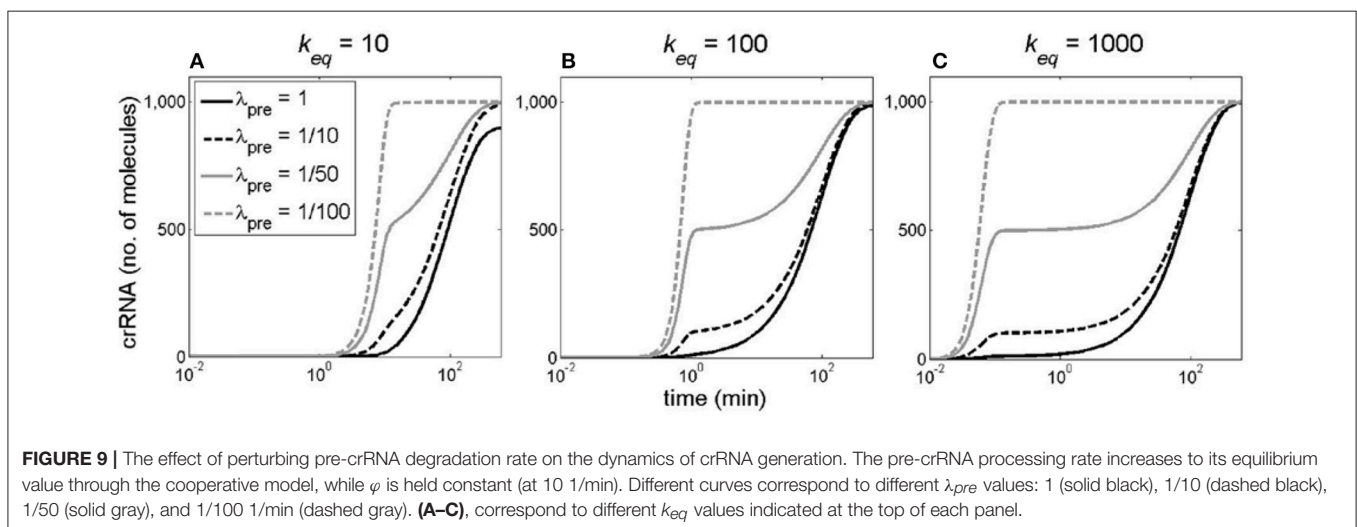 k_eq = 10
k_eq = 100
k_eq = 1000
A
B
C
λ_pre = 1
λ_pre = 1/10
λ_pre = 1/50
λ_pre = 1/100
crRNA (no. of molecules)
1,000
500
0
10^-2
10^0
10^2
1,000
500
0
10^-2
10^0
10^2
1,000
500
0
10^-2
10^0
10^2
time (min)
FIGURE 9 | The effect of perturbing pre-crRNA degradation rate on the dynamics of crRNA generation. The pre-crRNA processing rate increases to its equilibrium
value through the cooperative model, while φ is held constant (at 10 1/min). Different curves correspond to different λpre values: 1 (solid black), 1/10 (dashed black),
1/50 (solid gray), and 1/100 1/min (dashed gray). (A–C), correspond to different keq values indicated at the top of each panel.